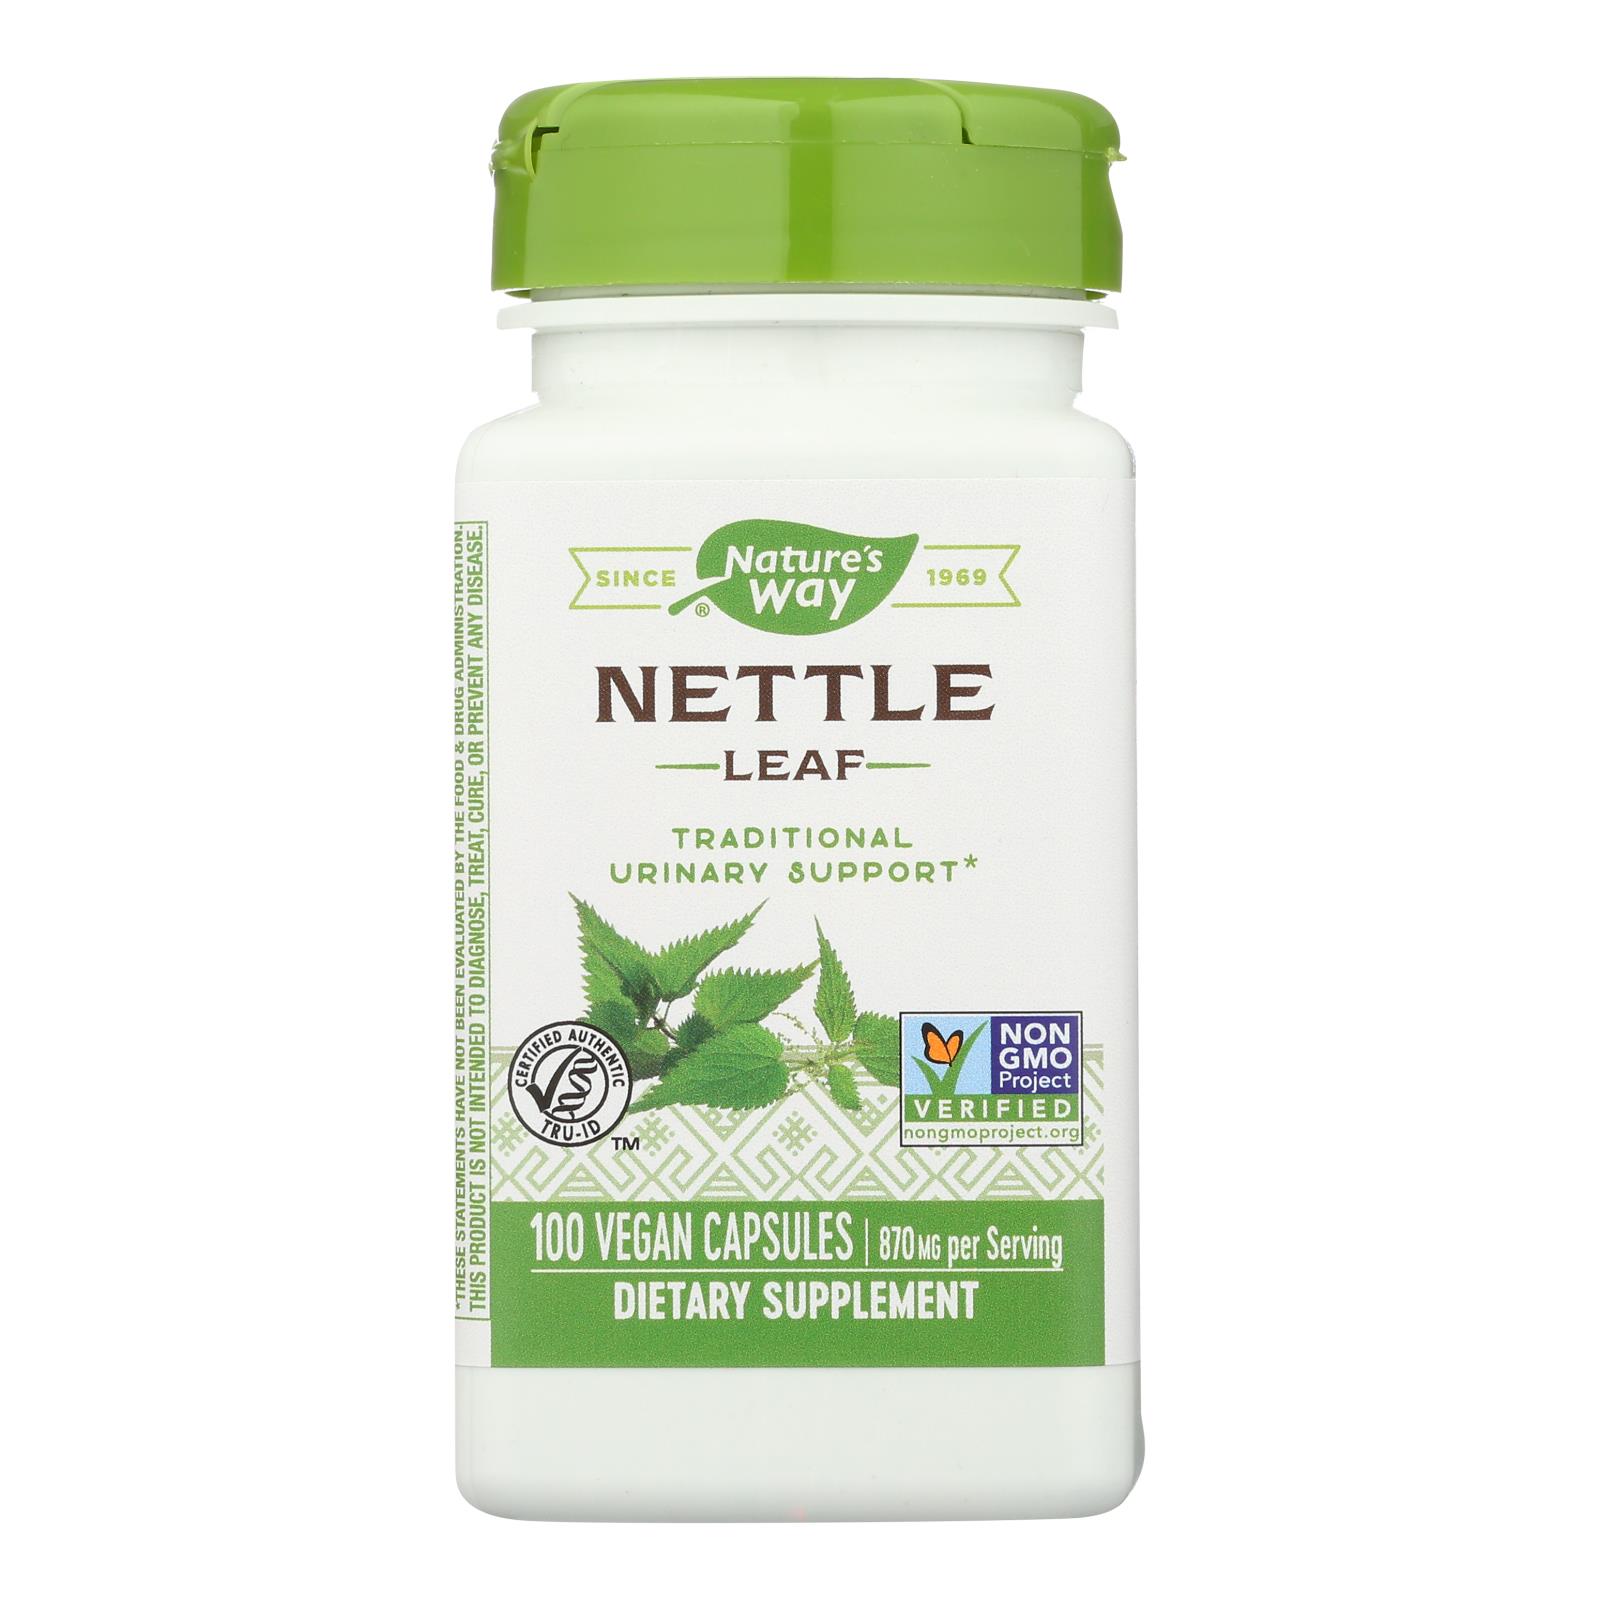 SINCE
Nature's
Way
®
1969
NETTLE
LEAF
TRADITIONAL
URINARY SUPPORT*
CERTIFIED AUTHENTIC
TRU-ID
TM
NON
GMO
Project
VERIFIED
nongmoproject.org
100 VEGAN CAPSULES | 870 MG per Serving
DIETARY SUPPLEMENT
*THESE STATEMENTS HAVE NOT BEEN EVALUATED BY THE FOOD & DRUG ADMINISTRATION.
THIS PRODUCT IS NOT INTENDED TO DIAGNOSE, TREAT, CURE, OR PREVENT ANY DISEASE.